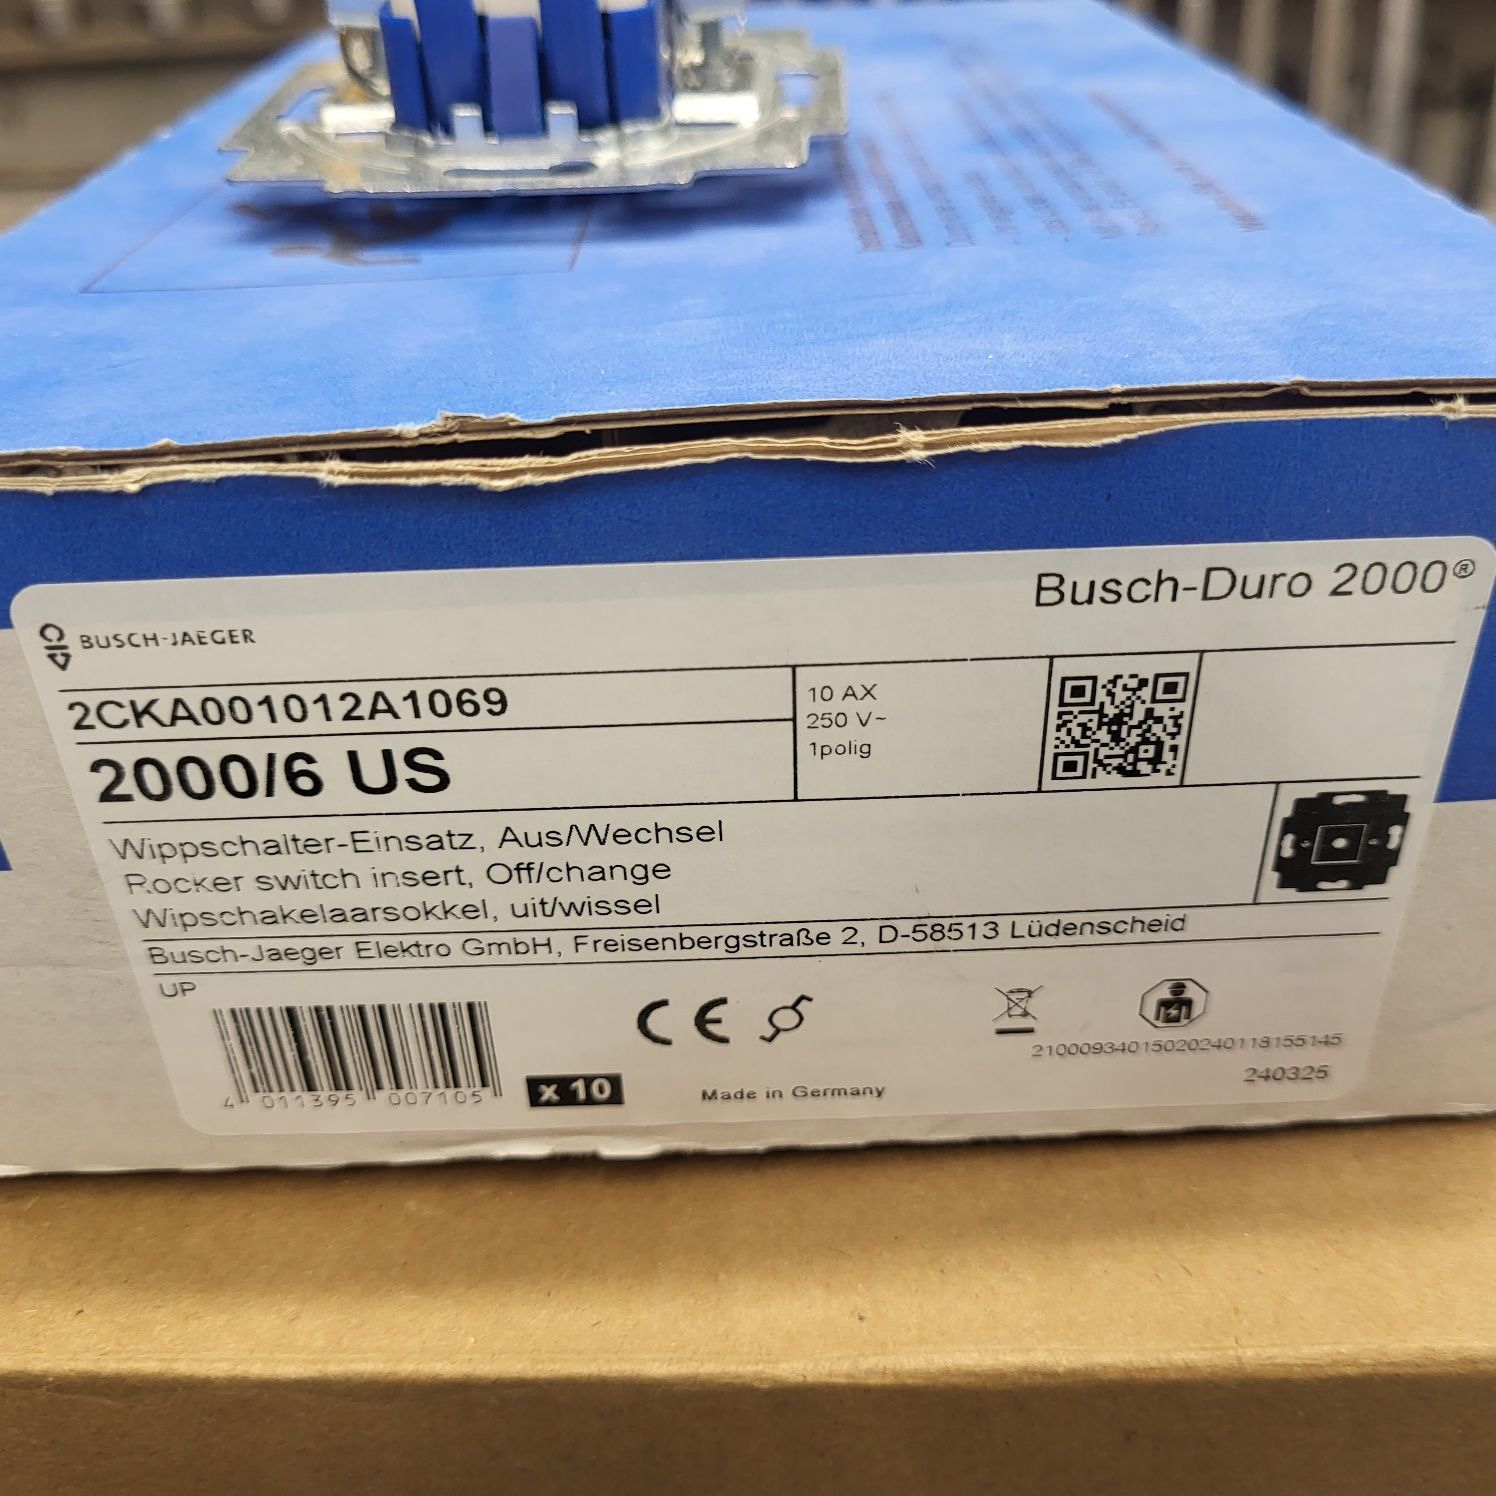 Busch-Duro 2000®
BUSCH-JAEGER
2CKA001012A1069
10 AX
250 V~
1polig
2000/6 US
Wippschalter-Einsatz, Aus/Wechsel
Rocker switch insert, Off/change
Wipschakelaarsokkel, uit/wissel
Busch-Jaeger Elektro GmbH, Freisenbergstraße 2, D-58513 Lüdenscheid
UP
CE
4 011395 007105
x 10
Made in Germany
21000934015020240118155145
240325